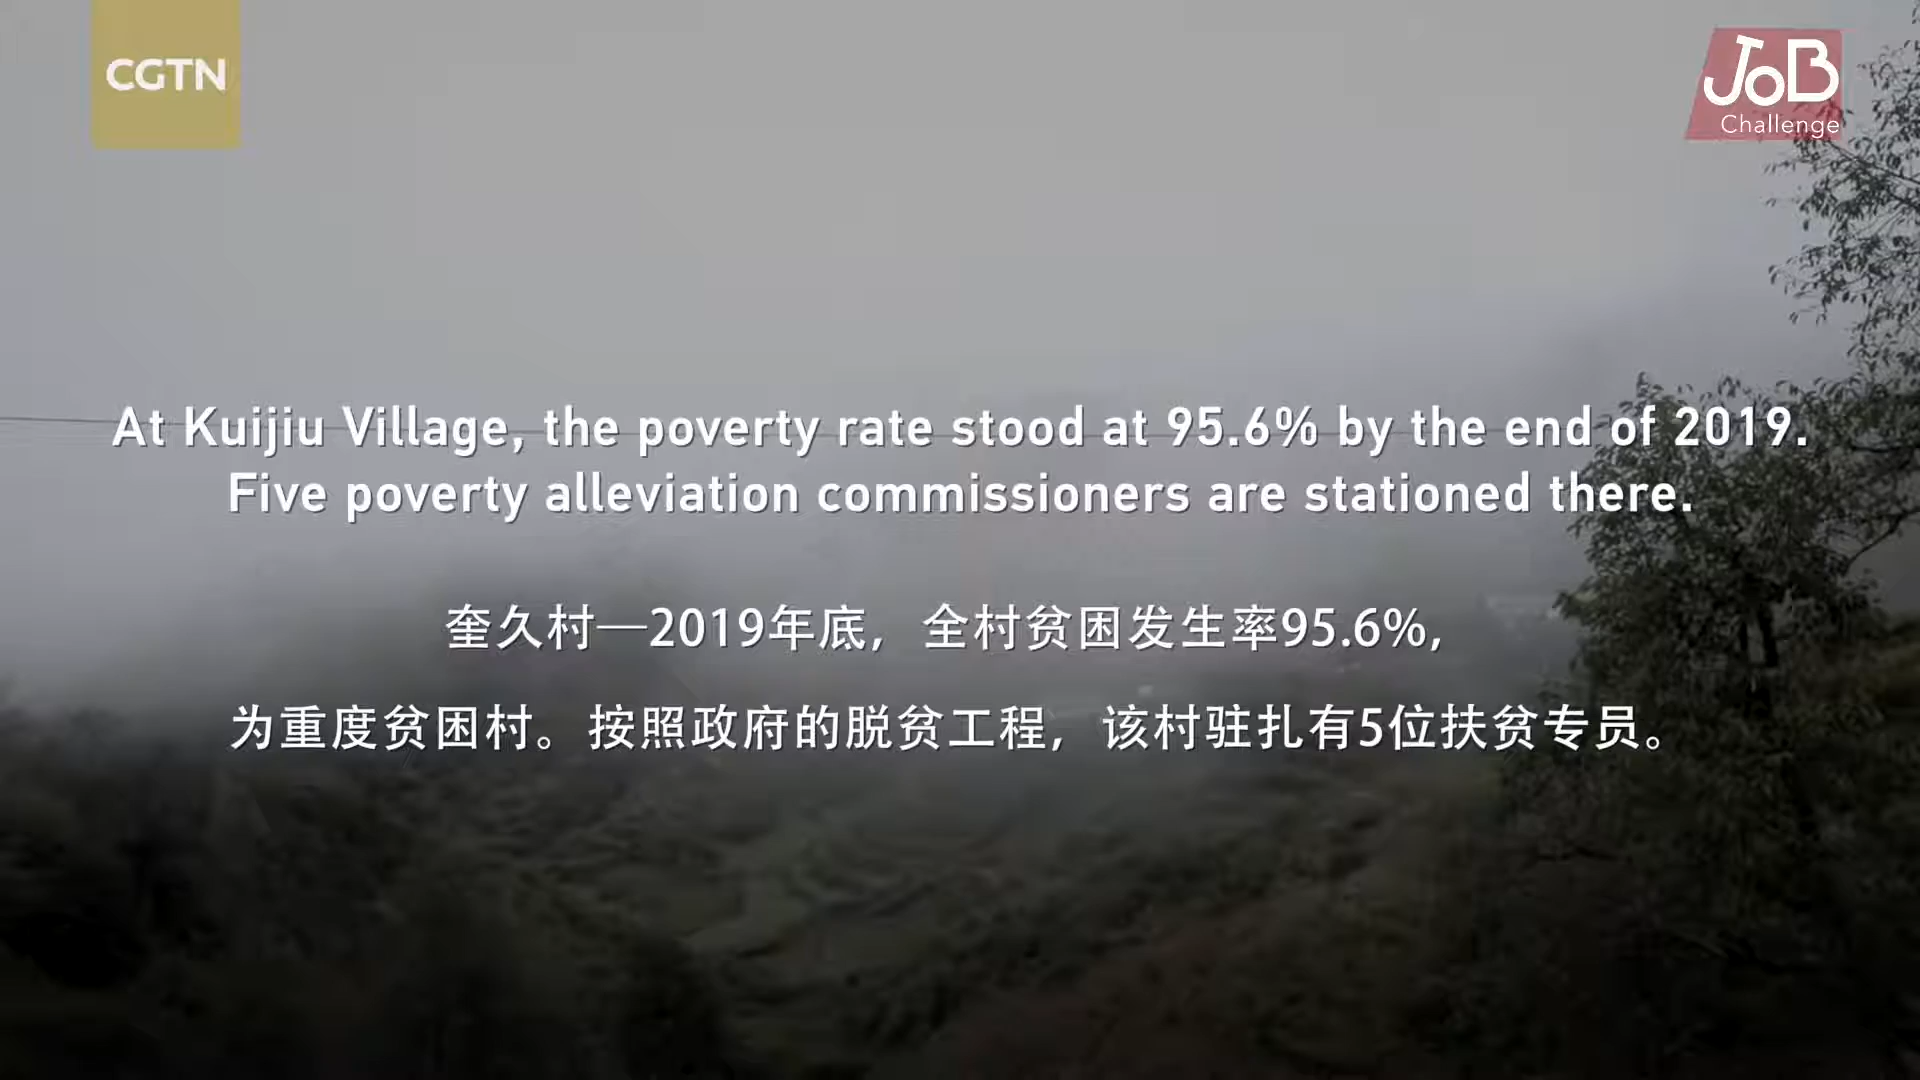 CGTN
JoB
Challenge
At Kuijiu Village, the poverty rate stood at 95.6% by the end of 2019.
Five poverty alleviation commissioners are stationed there.
奎久村—2019年底，全村贫困发生率95.6%,
为重度贫困村。按照政府的脱贫工程，该村驻扎有5位扶贫专员。